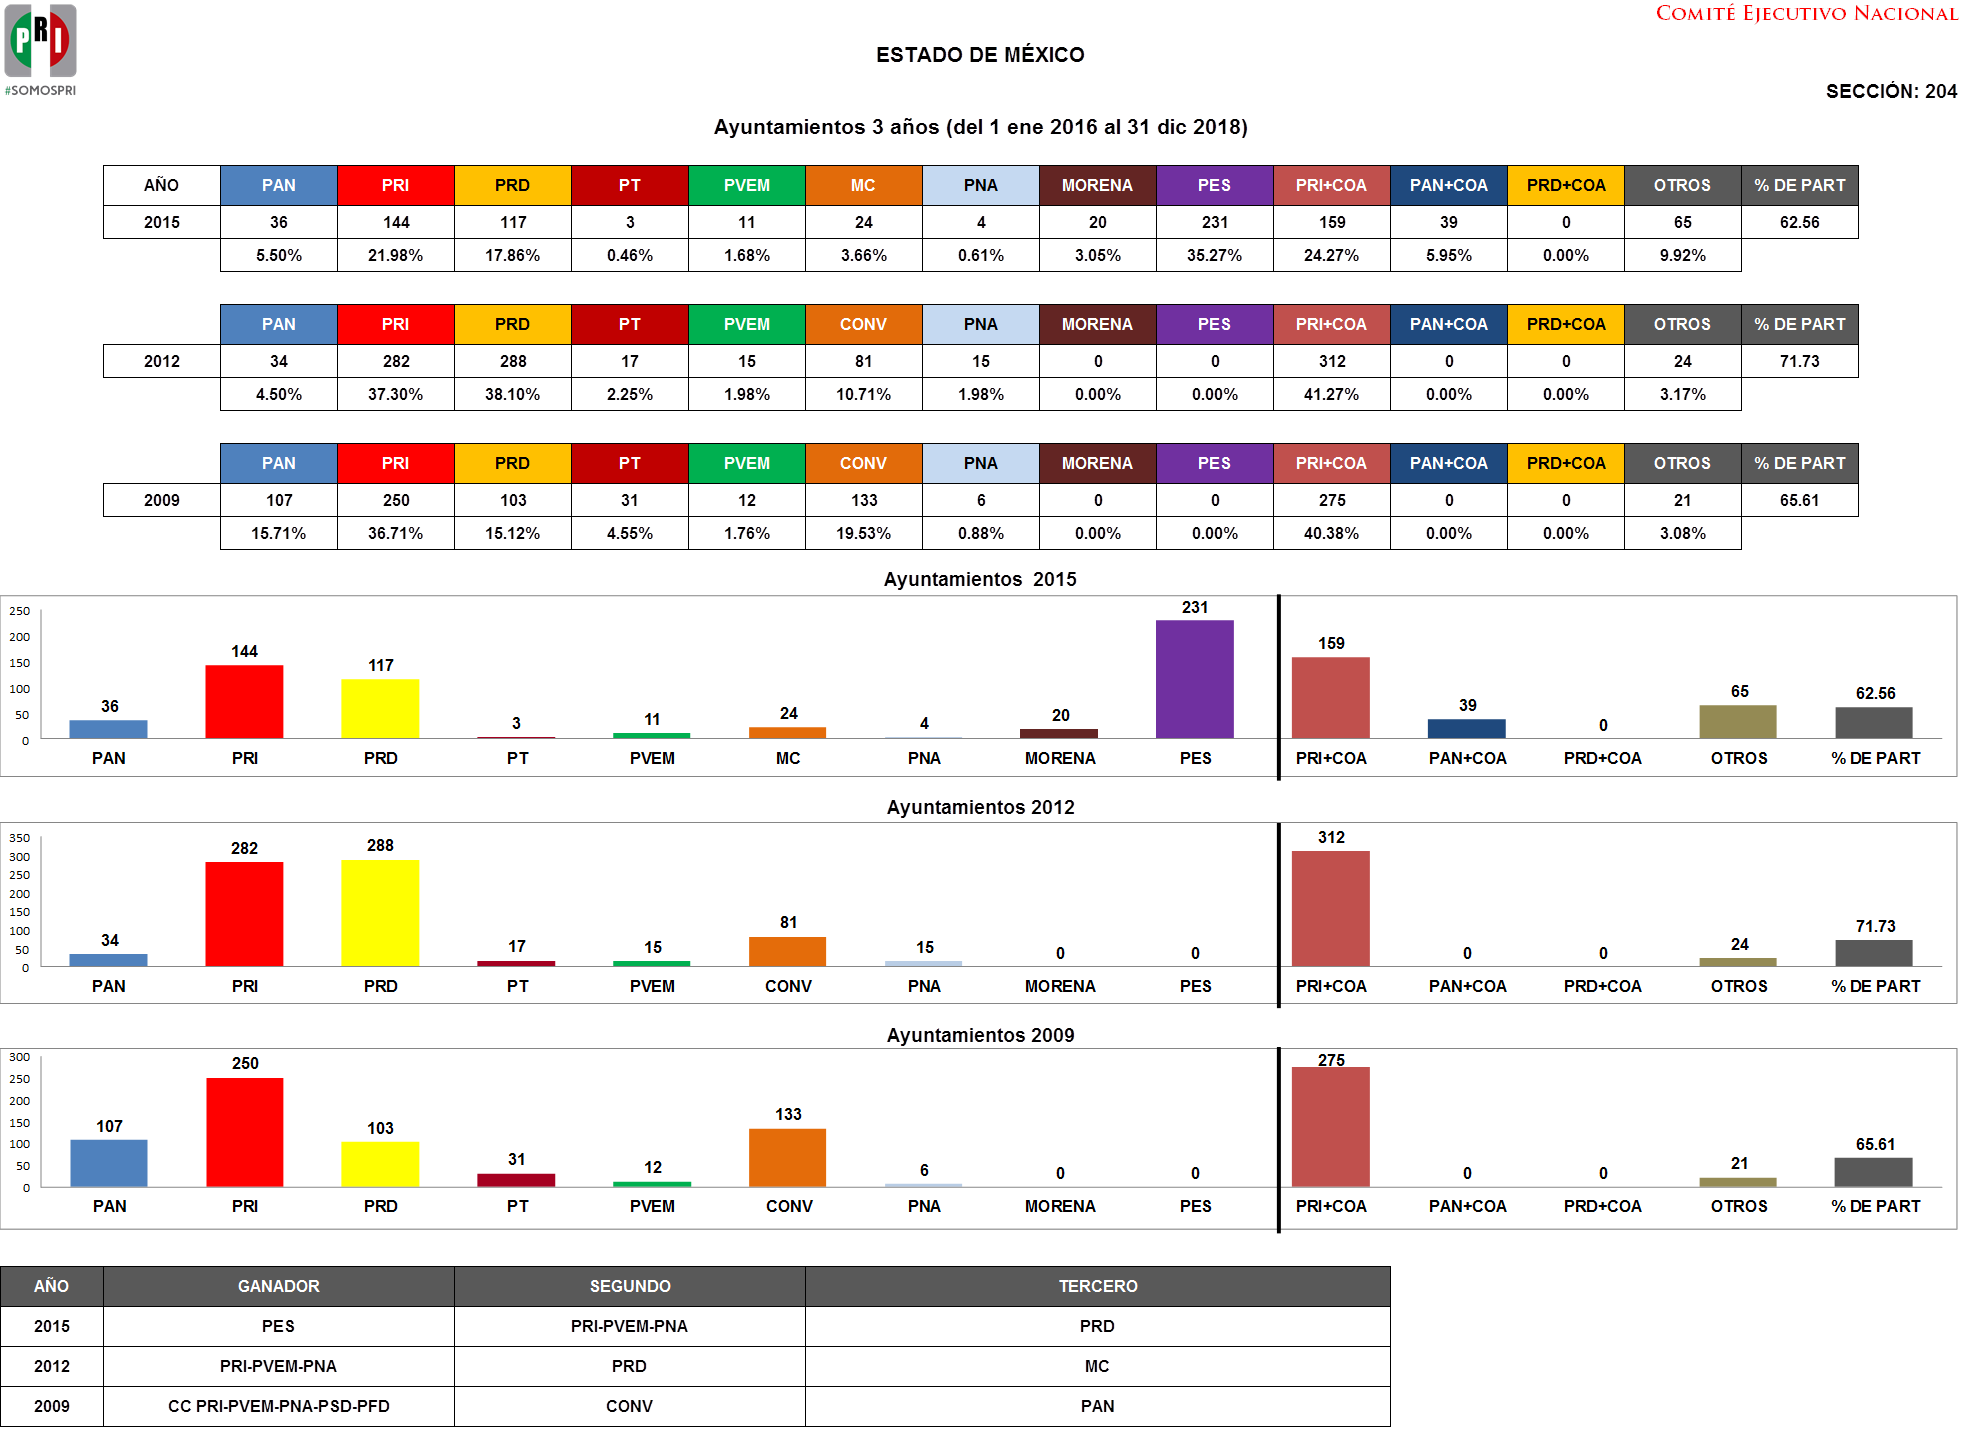 PRI
#SOMOSPRI
COMITÉ EJECUTIVO NACIONAL
ESTADO DE MÉXICO
SECCIÓN: 204
Ayuntamientos 3 años (del 1 ene 2016 al 31 dic 2018)
AÑO PAN PRI PRD PT PVEM MC PNA MORENA PES PRI+COA PAN+COA PRD+COA OTROS % DE PART
2015 36 144 117 3 11 24 4 20 231 159 39 0 65 62.56
5.50% 21.98% 17.86% 0.46% 1.68% 3.66% 0.61% 3.05% 35.27% 24.27% 5.95% 0.00% 9.92%
PAN PRI PRD PT PVEM CONV PNA MORENA PES PRI+COA PAN+COA PRD+COA OTROS % DE PART
2012 34 282 288 17 15 81 15 0 0 312 0 0 24 71.73
4.50% 37.30% 38.10% 2.25% 1.98% 10.71% 1.98% 0.00% 0.00% 41.27% 0.00% 0.00% 3.17%
PAN PRI PRD PT PVEM CONV PNA MORENA PES PRI+COA PAN+COA PRD+COA OTROS % DE PART
2009 107 250 103 31 12 133 6 0 0 275 0 0 21 65.61
15.71% 36.71% 15.12% 4.55% 1.76% 19.53% 0.88% 0.00% 0.00% 40.38% 0.00% 0.00% 3.08%
Ayuntamientos 2015
250
200
150
100
50
0
36 144 117 3 11 24 4 20 231 159 39 0 65 62.56
PAN PRI PRD PT PVEM MC PNA MORENA PES PRI+COA PAN+COA PRD+COA OTROS % DE PART
Ayuntamientos 2012
350
300
250
200
150
100
50
0
34 282 288 17 15 81 15 0 0 312 0 0 24 71.73
PAN PRI PRD PT PVEM CONV PNA MORENA PES PRI+COA PAN+COA PRD+COA OTROS % DE PART
Ayuntamientos 2009
300
250
200
150
100
50
0
107 250 103 31 12 133 6 0 0 275 0 0 21 65.61
PAN PRI PRD PT PVEM CONV PNA MORENA PES PRI+COA PAN+COA PRD+COA OTROS % DE PART
AÑO GANADOR SEGUNDO TERCERO
2015 PES PRI-PVEM-PNA PRD
2012 PRI-PVEM-PNA PRD MC
2009 CC PRI-PVEM-PNA-PSD-PFD CONV PAN